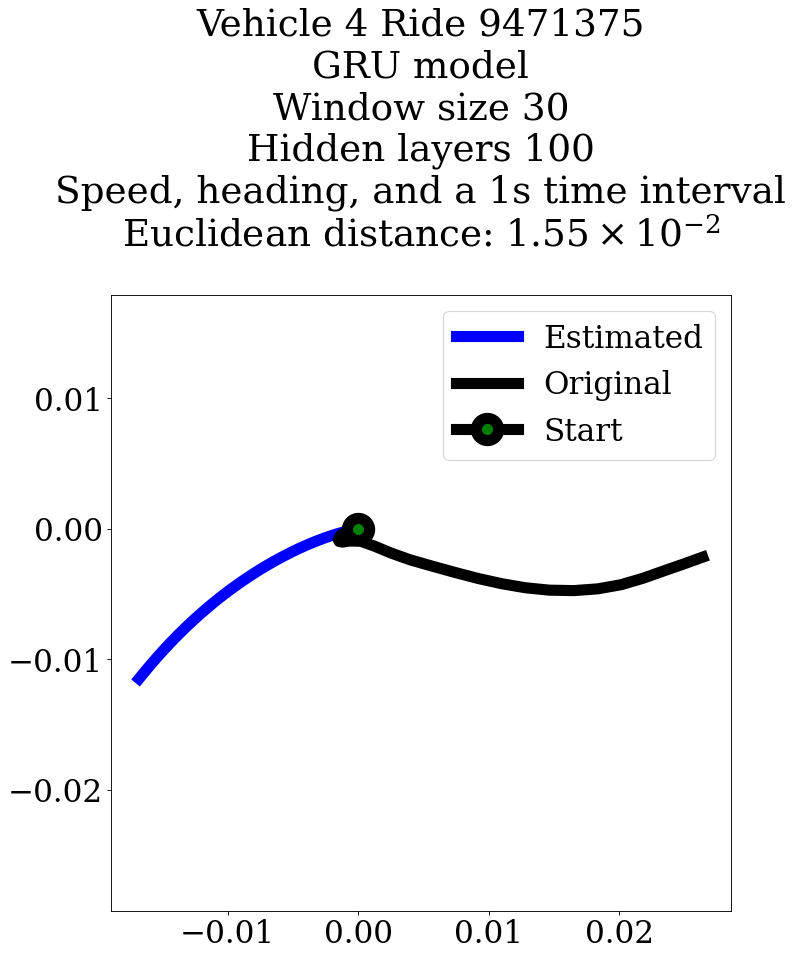 Vehicle 4 Ride 9471375
GRU model
Window size 30
Hidden layers 100
Speed, heading, and a 1s time interval
Euclidean distance: 1.55 × 10⁻²
Estimated
Original
Start
0.01
0.00
−0.01
−0.02
−0.01 0.00 0.01 0.02